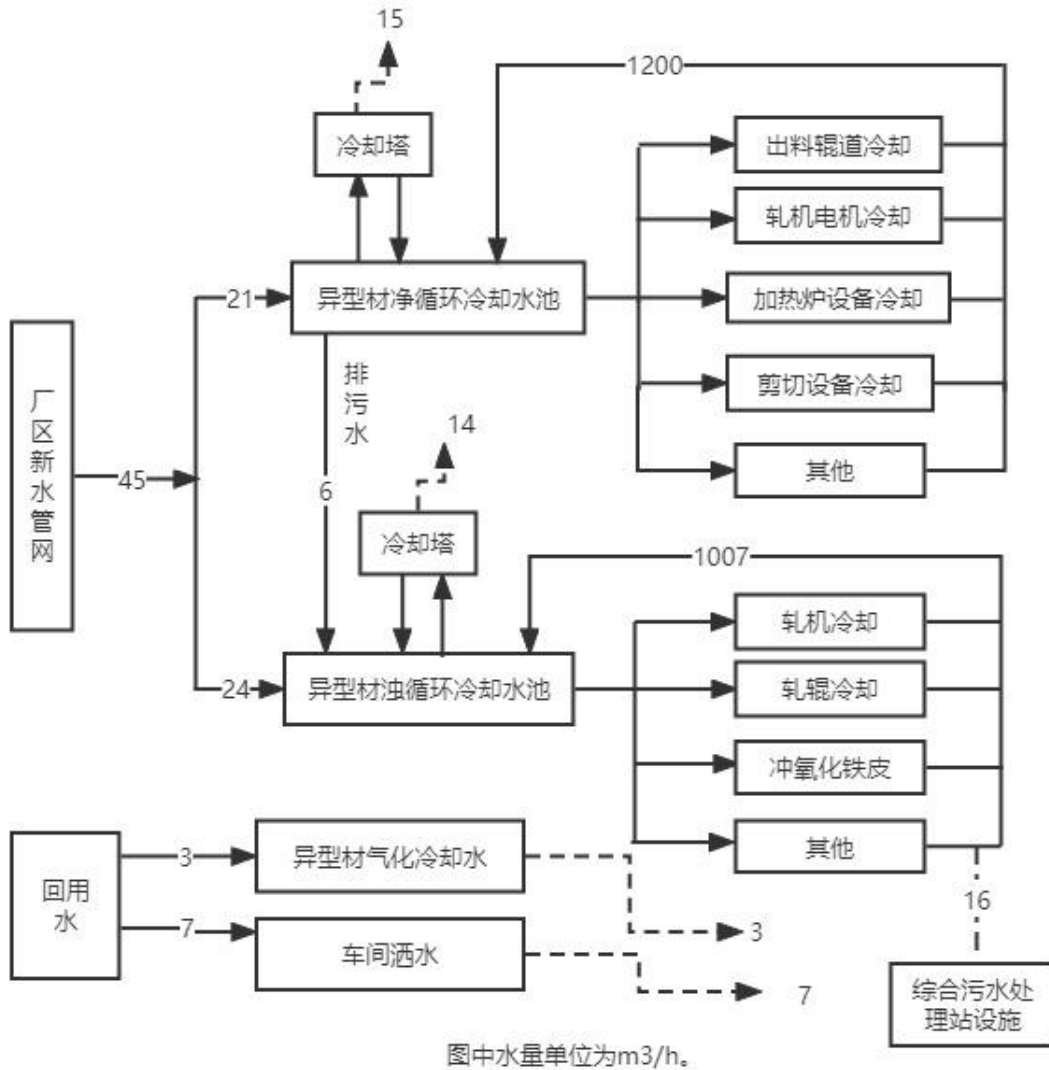 15
1200
冷却塔
出料辊道冷却
轧机电机冷却
21
异型材净循环冷却水池
加热炉设备冷却
排污水
剪切设备冷却
厂区新水管网
14
45
6
其他
冷却塔
1007
轧机冷却
24
异型材浊循环冷却水池
轧辊冷却
冲氧化铁皮
回用水
3
异型材气化冷却水
其他
16
3
7
车间洒水
7
综合污水处
理站设施
图中水量单位为m3/h。